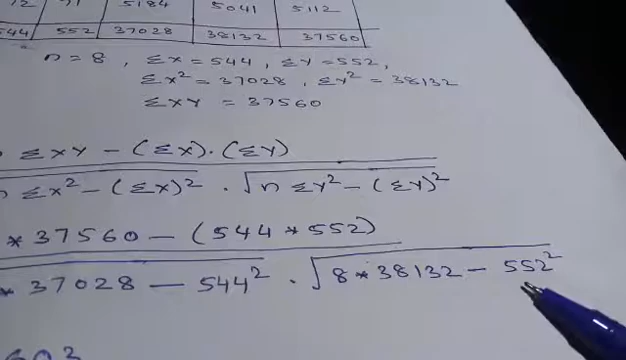 72 71 5184 5041 5112
544 552 37028 38132 37560
n = 8 , Σx = 544 , Σy = 552 ,
Σx² = 37028 , Σy² = 38132
Σxy = 37560
Σxy − (Σx) . (Σy)
Σx² − (Σx)² . √n Σy² − (Σy)²
* 37560 − (544 * 552)
* 37028 − 544² . √8 * 38132 − 552²